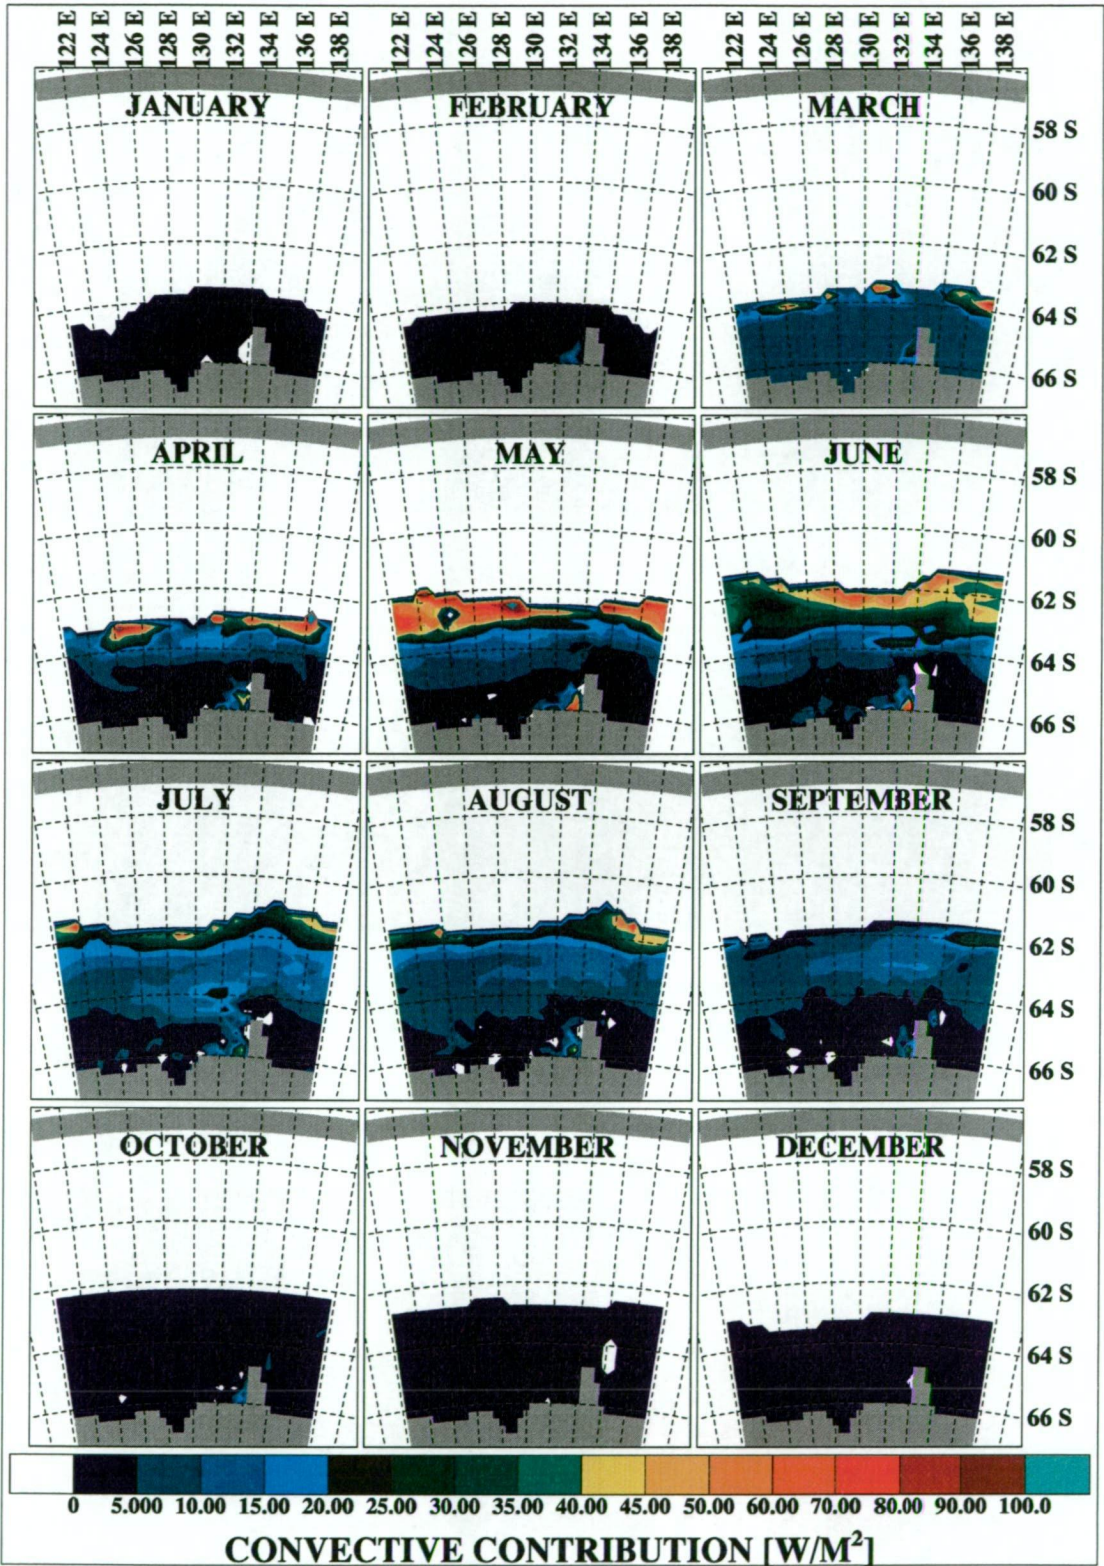 122 E 124 E 126 E 128 E 130 E 132 E 134 E 136 E 138 E 122 E 124 E 126 E 128 E 130 E 132 E 134 E 136 E 138 E 122 E 124 E 126 E 128 E 130 E 132 E 134 E 136 E 138 E
JANUARY FEBRUARY MARCH
58 S
60 S
62 S
64 S
66 S
APRIL MAY JUNE
58 S
60 S
62 S
64 S
66 S
JULY AUGUST SEPTEMBER
58 S
60 S
62 S
64 S
66 S
OCTOBER NOVEMBER DECEMBER
58 S
60 S
62 S
64 S
66 S
0 5.000 10.00 15.00 20.00 25.00 30.00 35.00 40.0 45.00 50.00 60.00 70.00 80.00 90.00 100.0
CONVECTIVE CONTRIBUTION [W/M²]